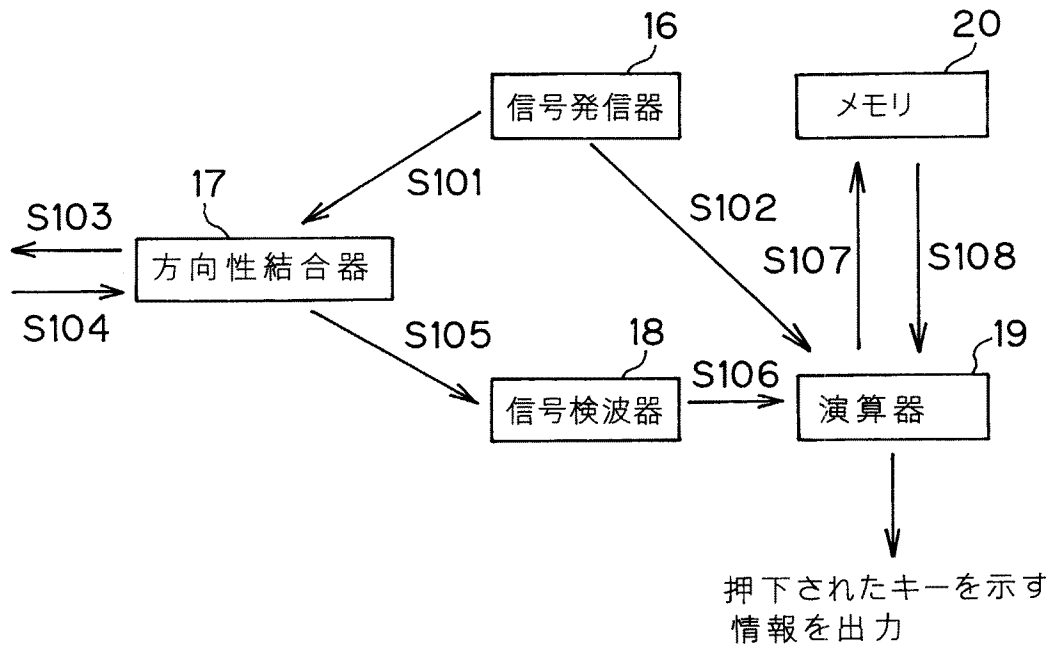 16
信号発信器
20
メモリ
S101
S102
17
方向性結合器
S103
S104
S107
S108
S105
18
信号検波器
S106
19
演算器
押下されたキーを示す
情報を出力